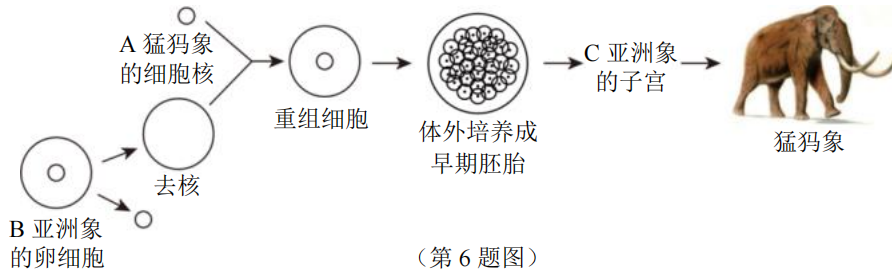 A 猛犸象
的细胞核
重组细胞
体外培养成
早期胚胎
C 亚洲象
的子宫
猛犸象
去核
B 亚洲象
的卵细胞
（第 6 题图）